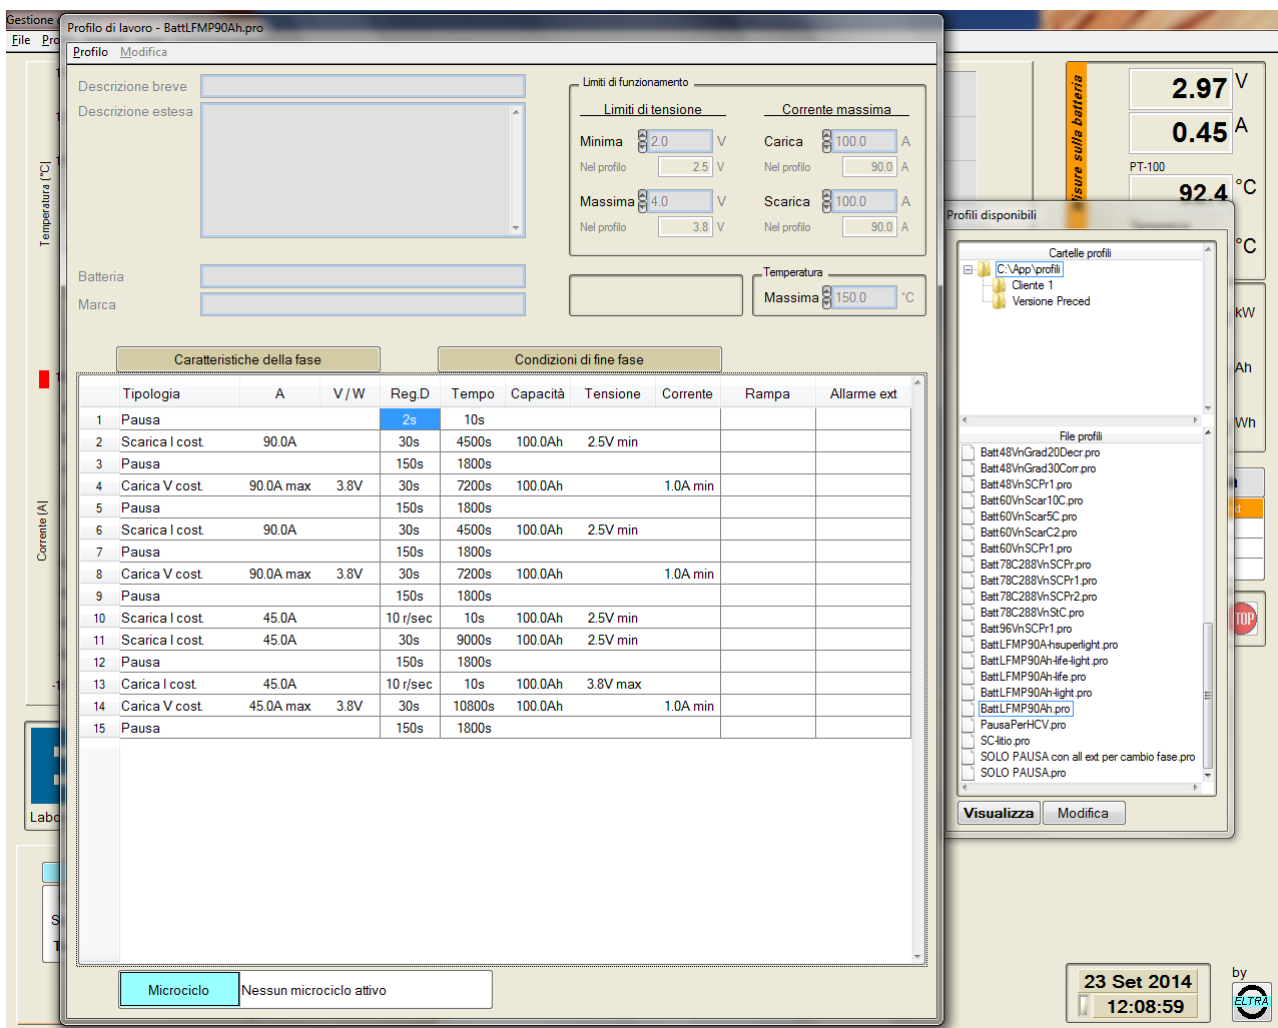 Gestione
Profilo di lavoro - BattLFMP90Ah.pro
File Pro
Profilo Modifica
Descrizione breve
Descrizione estesa
Batteria
Marca
Limiti di funzionamento
Limiti di tensione Corrente massima
Minima 2.0 V Carica 100.0 A
Nel profilo 2.5 V Nel profilo 90.0 A
Massima 4.0 V Scarica 100.0 A
Nel profilo 3.8 V Nel profilo 90.0 A
Temperatura
Massima 150.0 °C
Caratteristiche della fase Condizioni di fine fase
Tipologia A V / W Reg.D Tempo Capacità Tensione Corrente Rampa Allarme ext
1 Pausa 2s 10s
2 Scarica I cost. 90.0A 30s 4500s 100.0Ah 2.5V min
3 Pausa 150s 1800s
4 Carica V cost. 90.0A max 3.8V 30s 7200s 100.0Ah 1.0A min
5 Pausa 150s 1800s
6 Scarica I cost. 90.0A 30s 4500s 100.0Ah 2.5V min
7 Pausa 150s 1800s
8 Carica V cost. 90.0A max 3.8V 30s 7200s 100.0Ah 1.0A min
9 Pausa 150s 1800s
10 Scarica I cost. 45.0A 10 r/sec 10s 100.0Ah 2.5V min
11 Scarica I cost. 45.0A 30s 9000s 100.0Ah 2.5V min
12 Pausa 150s 1800s
13 Carica I cost. 45.0A 10 r/sec 10s 100.0Ah 3.8V max
14 Carica V cost. 45.0A max 3.8V 30s 10800s 100.0Ah 1.0A min
15 Pausa 150s 1800s
Microciclo Nessun microciclo attivo
Temperatura [°C]
Corrente [A]
Labo
Misure sulla batteria
2.97 V
0.45 A
PT-100
92.4 °C
°C
kW
Ah
Wh
TOP
Profili disponibili
Cartelle profili
C:\App\profili
Cliente 1
Versione Preced
File profili
Batt48VnGrad20Decr.pro
Batt48VnGrad30Corr.pro
Batt48VnSCPr1.pro
Batt60VnScar10C.pro
Batt60VnScar5C.pro
Batt60VnScarC2.pro
Batt60VnSCPr1.pro
Batt78C288VnSCPr.pro
Batt78C288VnSCPr1.pro
Batt78C288VnSCPr2.pro
Batt78C288VnStC.pro
Batt96VnSCPr1.pro
BattLFMP90A-hsuperlight.pro
BattLFMP90Ah-life-light.pro
BattLFMP90Ah-life.pro
BattLFMP90Ah-light.pro
BattLFMP90Ah.pro
PausaPerHCV.pro
SC-litio.pro
SOLO PAUSA con all ext per cambio fase.pro
SOLO PAUSA.pro
Visualizza Modifica
23 Set 2014
12:08:59
by
ELTRA